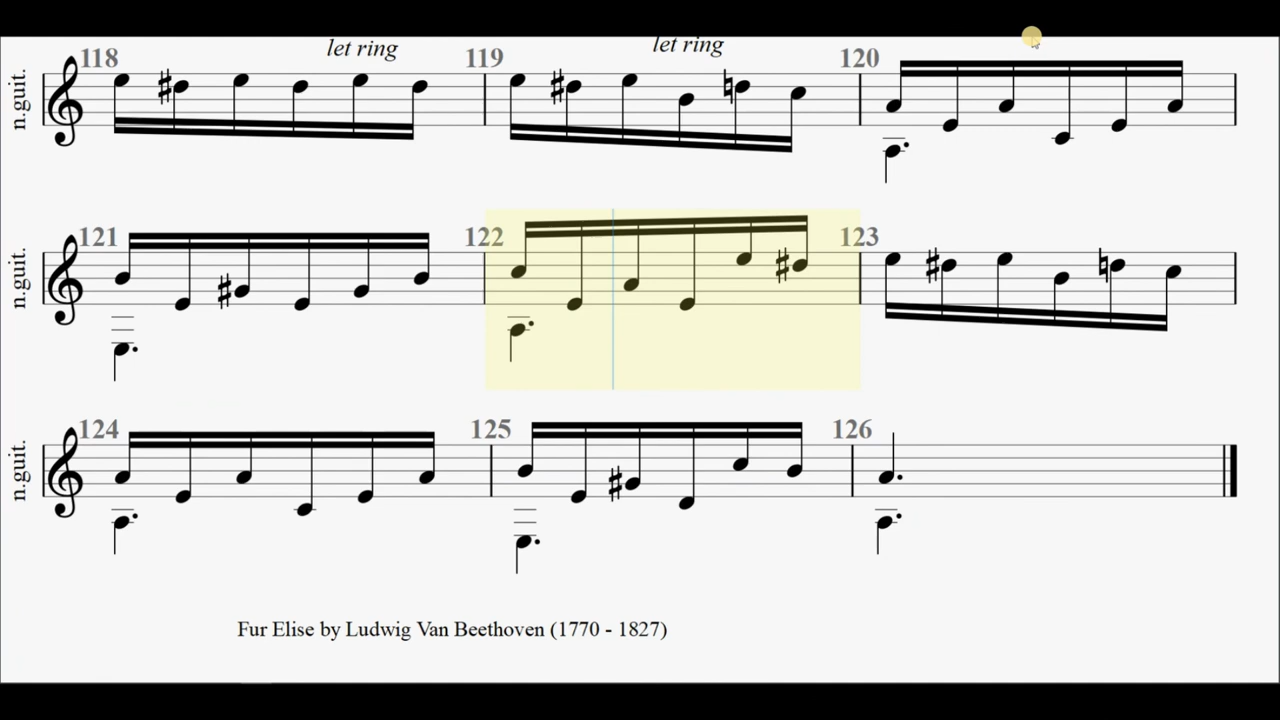 let ring let ring
118 119 120
n.guit.
121 122 123
n.guit.
124 125 126
n.guit.
Fur Elise by Ludwig Van Beethoven (1770 - 1827)